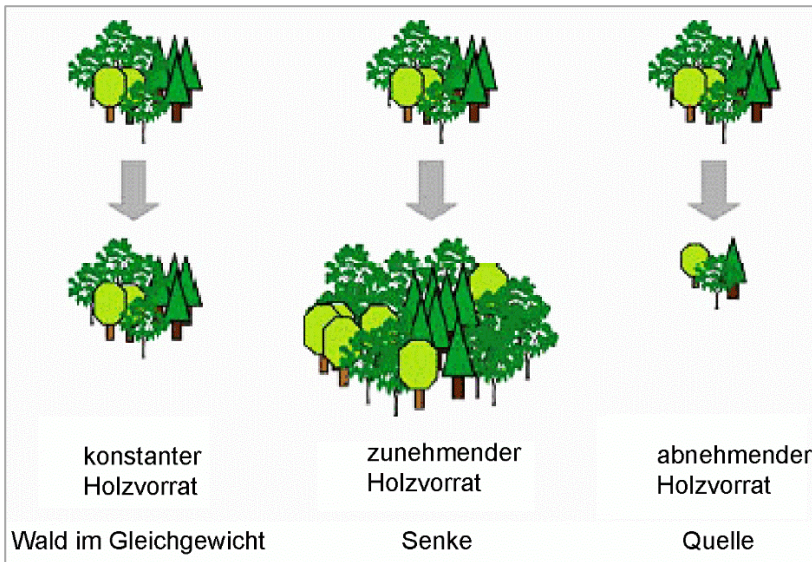 konstanter
Holzvorrat
zunehmender
Holzvorrat
abnehmender
Holzvorrat
Wald im Gleichgewicht
Senke
Quelle